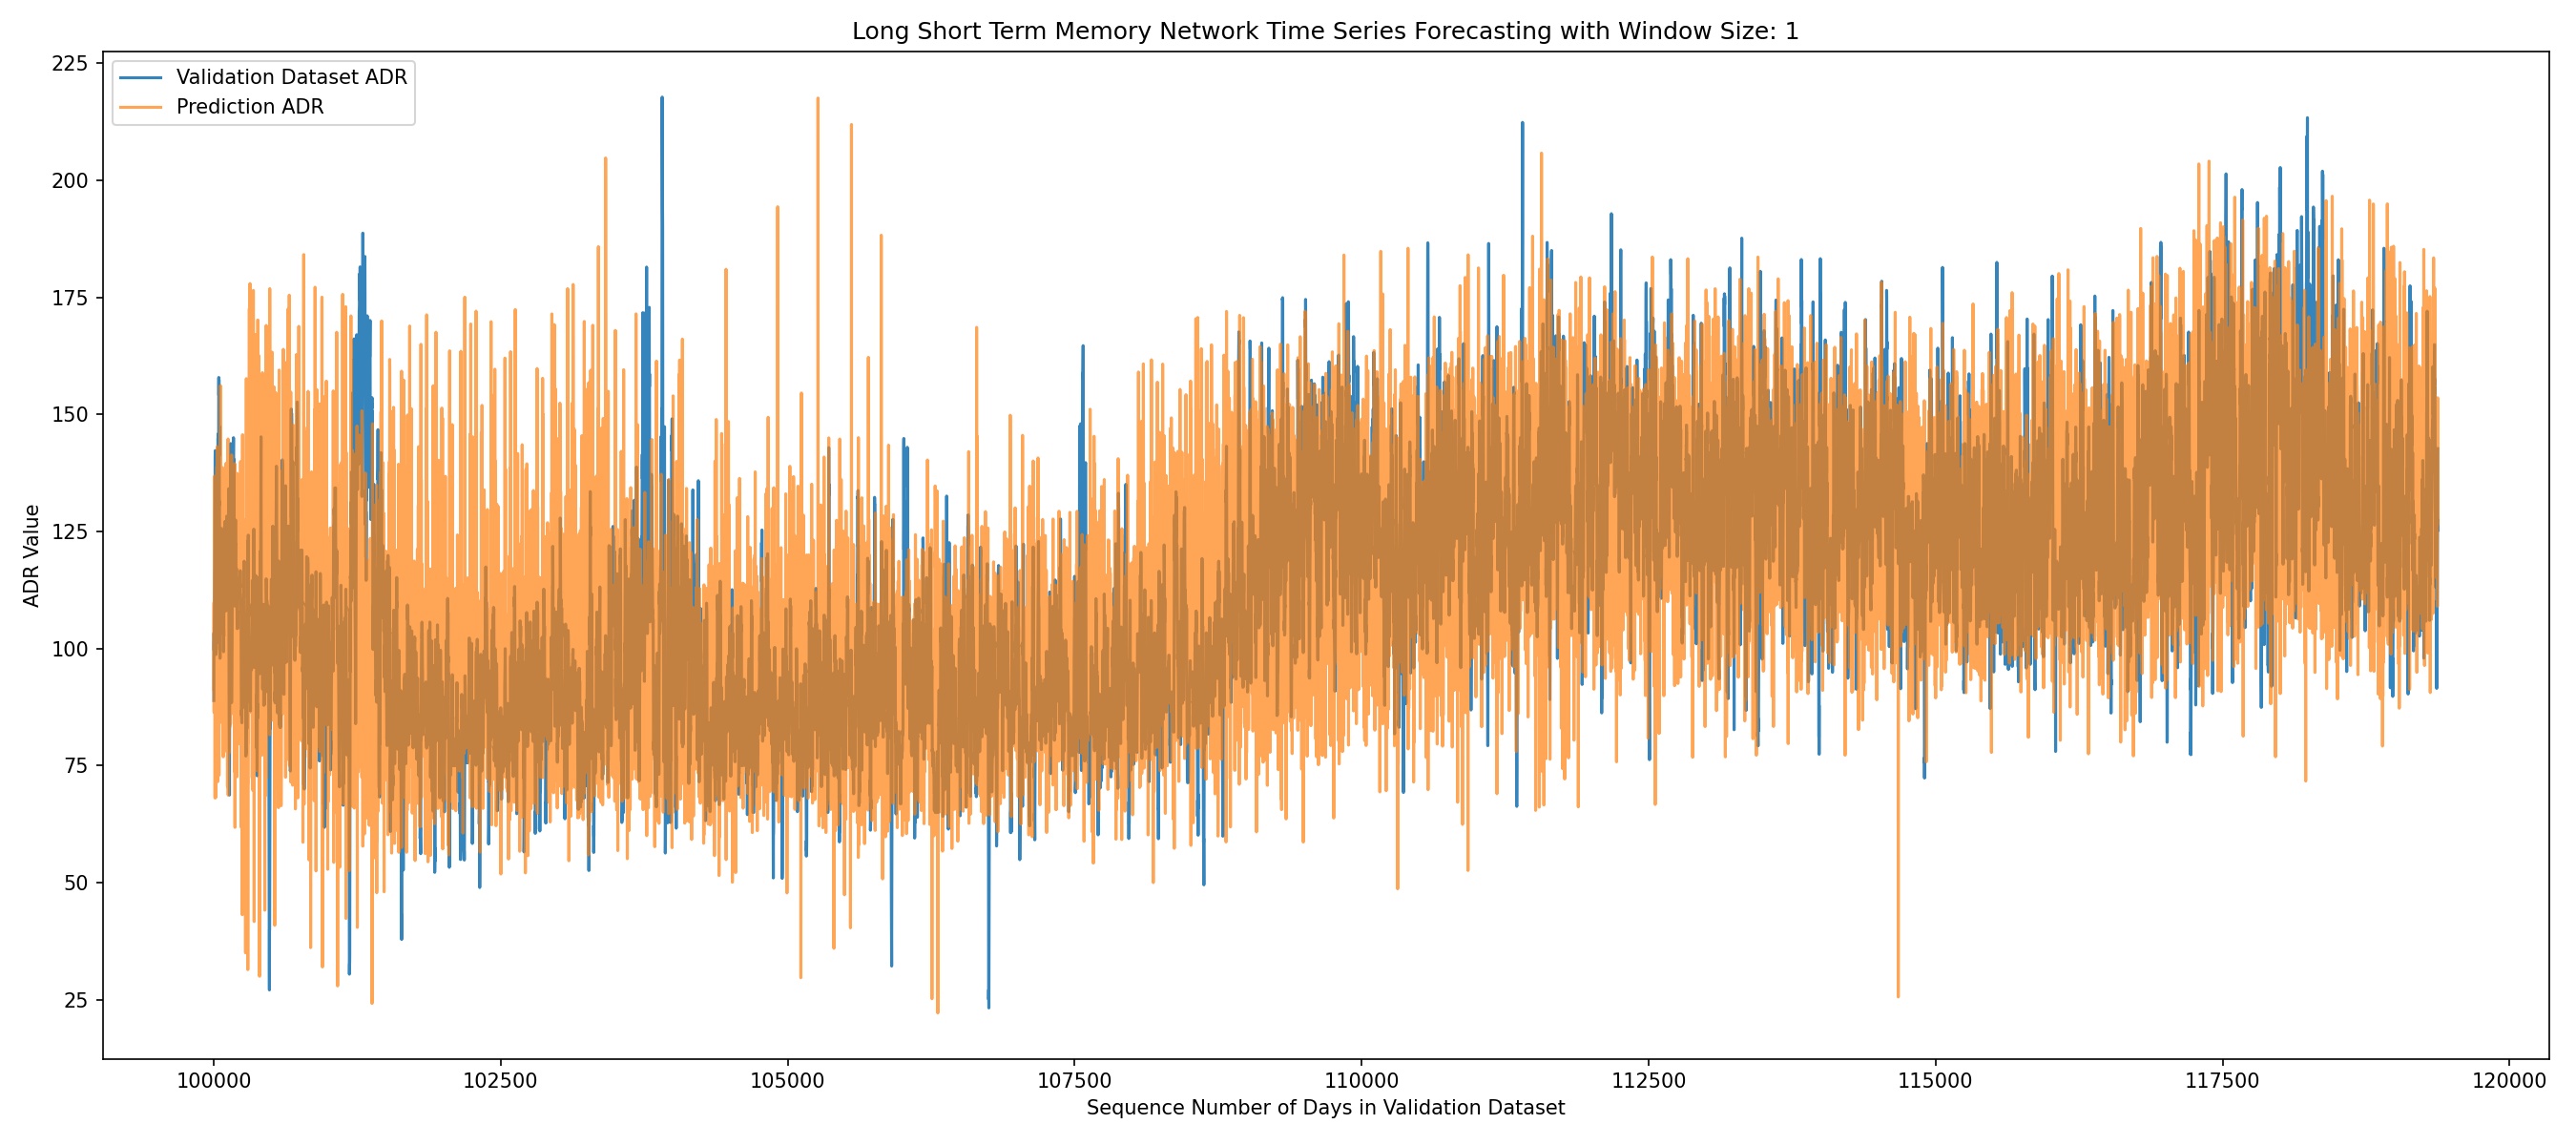 Long Short Term Memory Network Time Series Forecasting with Window Size: 1
Validation Dataset ADR
Prediction ADR
225
200
175
150
125
100
75
50
25
ADR Value
100000 102500 105000 107500 110000 112500 115000 117500 120000
Sequence Number of Days in Validation Dataset